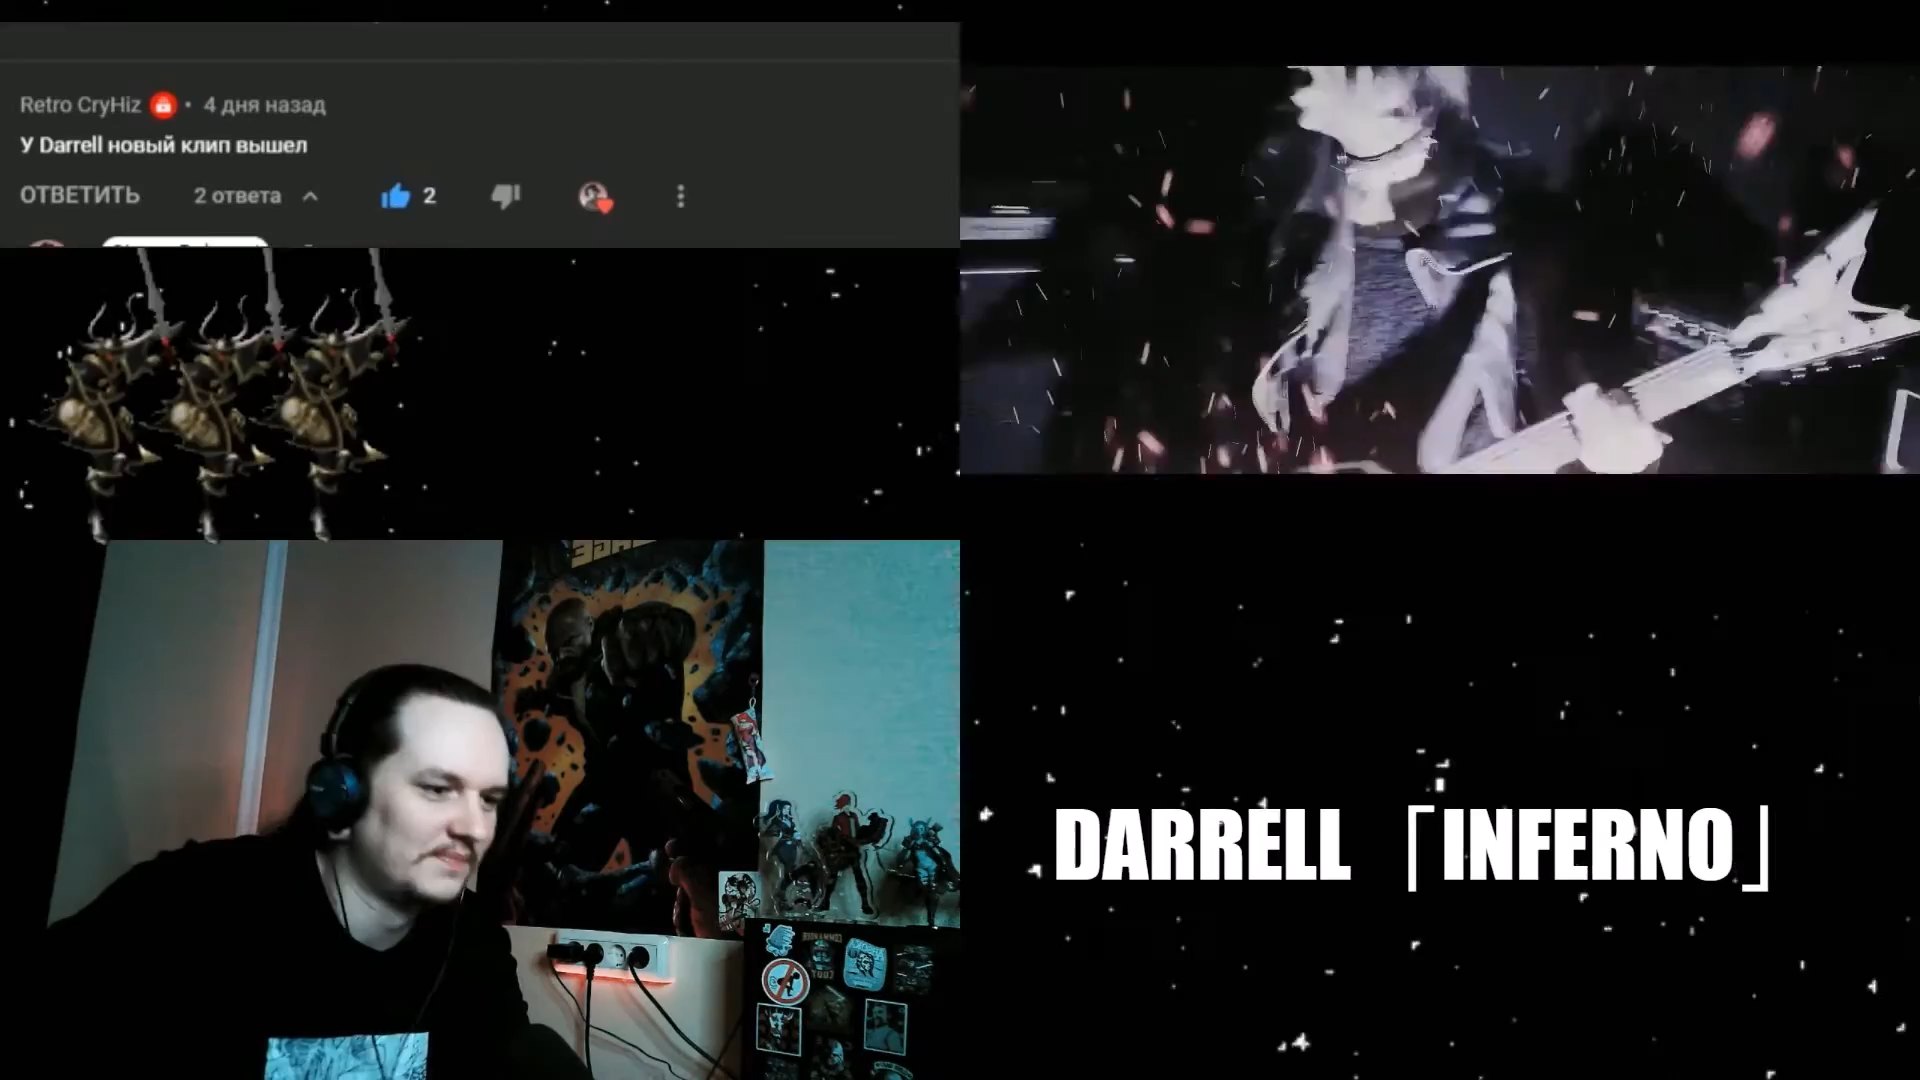 Retro CryHiz • 4 дня назад
У Darrell новый клип вышел
ОТВЕТИТЬ 2 ответа 2
DARRELL 「INFERNO」